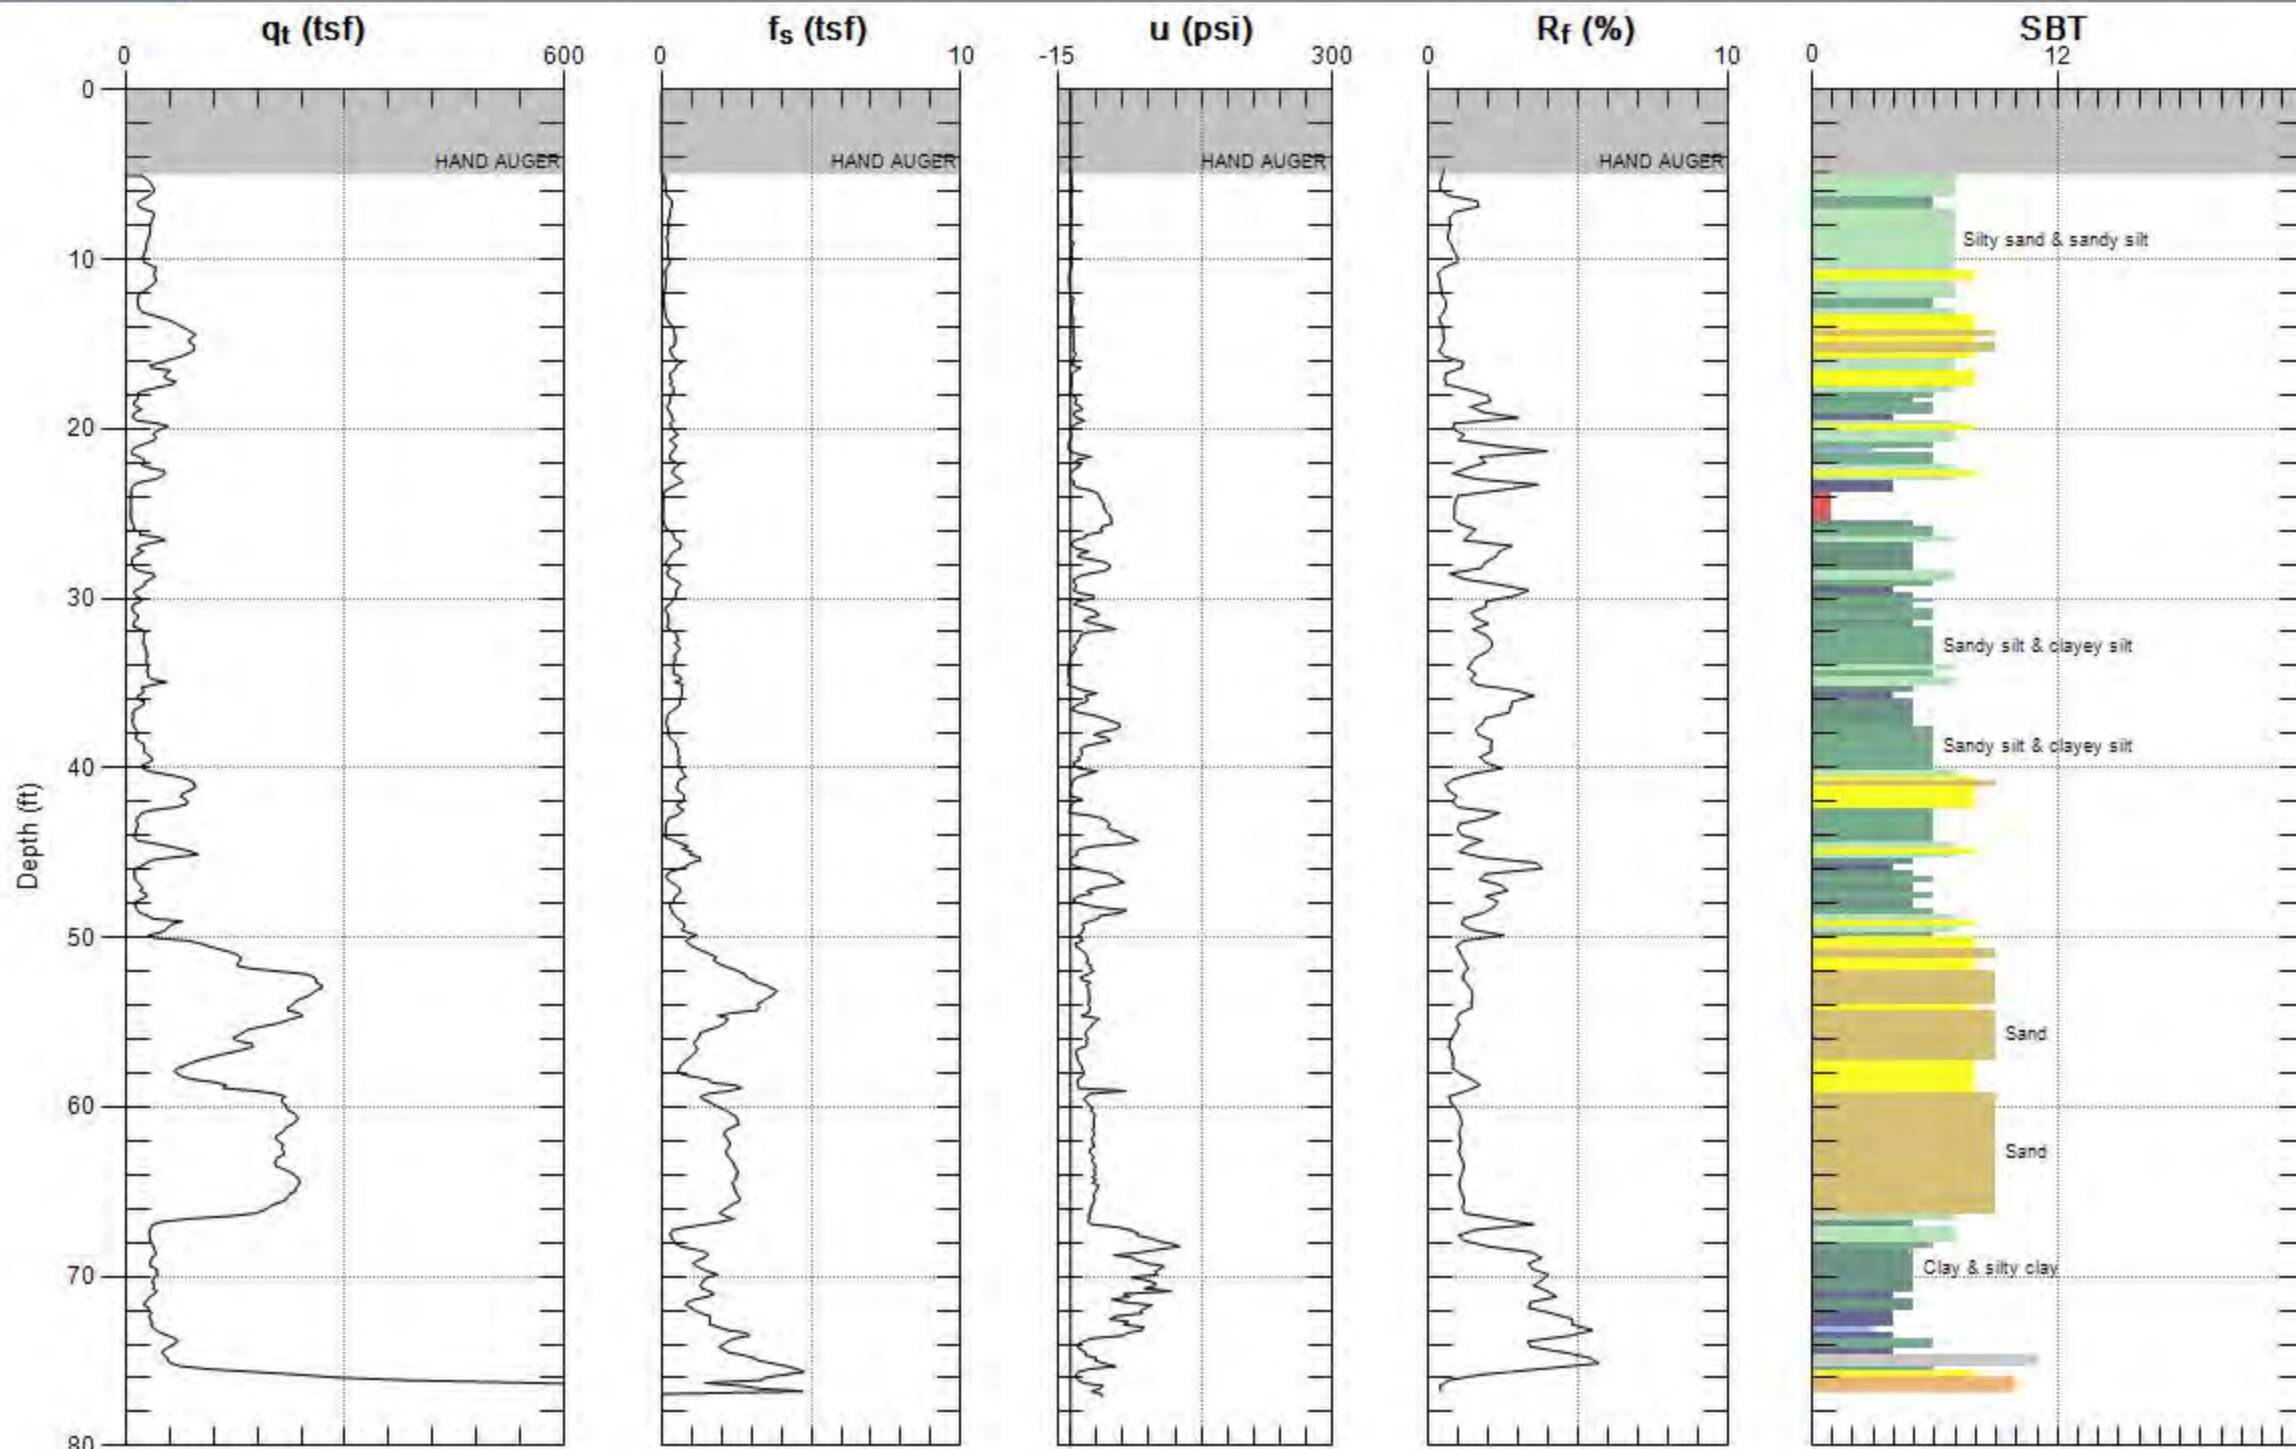 qt (tsf) fs (tsf) u (psi) Rf (%) SBT
0 600 0 10 -15 300 0 10 0 12
0
HAND AUGER HAND AUGER HAND AUGER HAND AUGER
Silty sand & sandy silt
10
20
30
Sandy silt & clayey silt
Sandy silt & clayey silt
40
Depth (ft)
50
Sand
60
Sand
Clay & silty clay
70
80